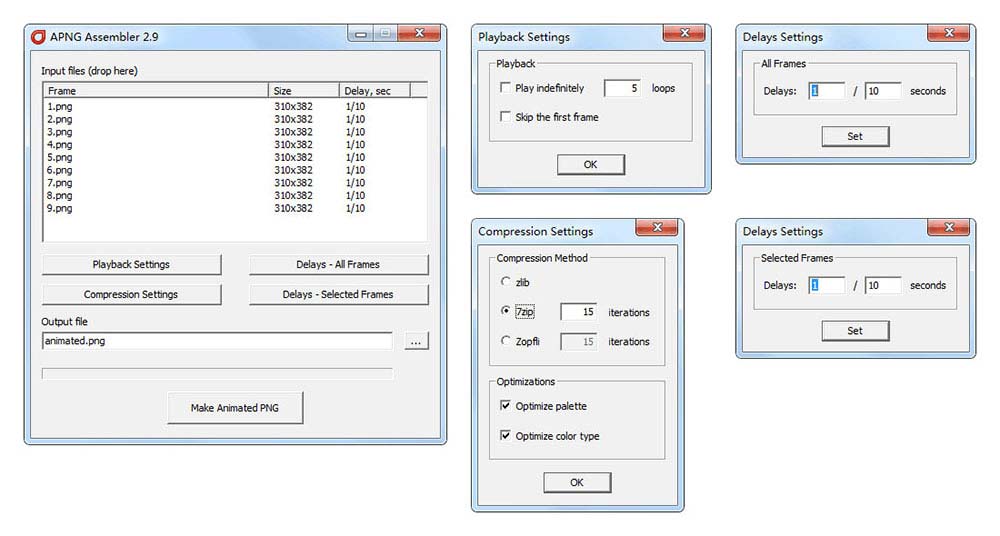 APNG Assembler 2.9
Input files (drop here)
Frame Size Delay, sec
1.png 310x382 1/10
2.png 310x382 1/10
3.png 310x382 1/10
4.png 310x382 1/10
5.png 310x382 1/10
6.png 310x382 1/10
7.png 310x382 1/10
8.png 310x382 1/10
9.png 310x382 1/10
Playback Settings Delays - All Frames
Compression Settings Delays - Selected Frames
Output file
animated.png ...
Make Animated PNG
Playback Settings
Playback
Play indefinitely 5 loops
Skip the first frame
OK
Delays Settings
All Frames
Delays: 1 / 10 seconds
Set
Compression Settings
Compression Method
zlib
7zip 15 iterations
Zopfli 15 iterations
Optimizations
Optimize palette
Optimize color type
OK
Delays Settings
Selected Frames
Delays: 1 / 10 seconds
Set